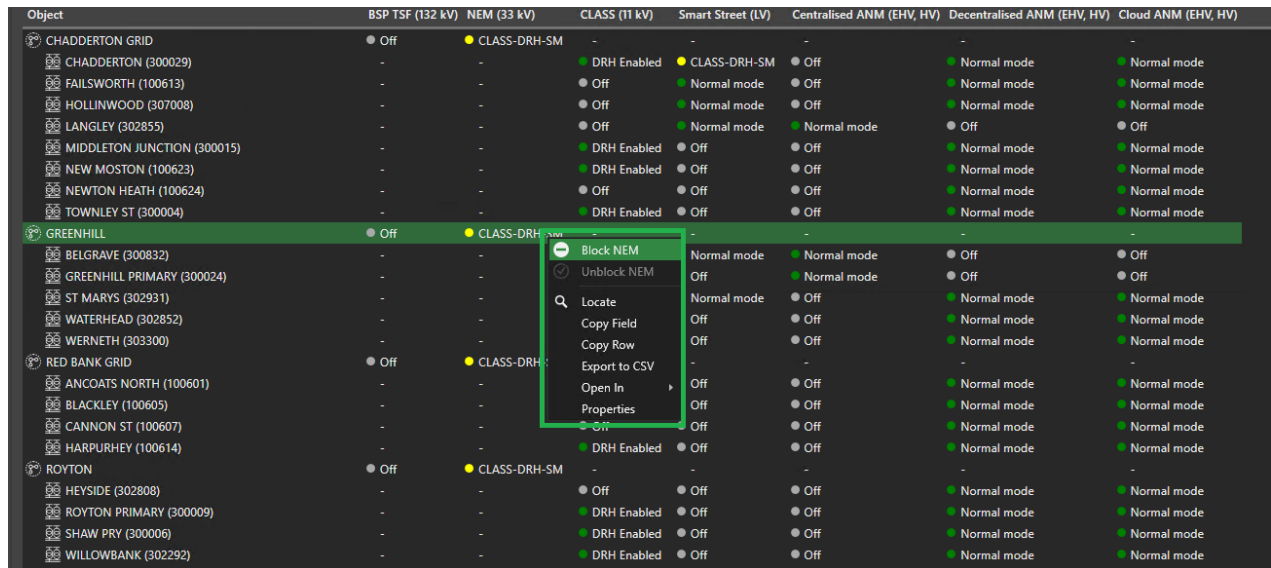 Object BSP TSF (132 kV) NEM (33 kV) CLASS (11 kV) Smart Street (LV) Centralised ANM (EHV, HV) Decentralised ANM (EHV, HV) Cloud ANM (EHV, HV)
CHADDERTON GRID Off CLASS-DRH-SM - - - - -
CHADDERTON (300029) - - DRH Enabled CLASS-DRH-SM Off Normal mode Normal mode
FAILSWORTH (100613) - - Off Normal mode Off Normal mode Normal mode
HOLLINWOOD (307008) - - Off Normal mode Off Normal mode Normal mode
LANGLEY (302855) - - Off Normal mode Normal mode Off Off
MIDDLETON JUNCTION (300015) - - DRH Enabled Off Off Normal mode Normal mode
NEW MOSTON (100623) - - DRH Enabled Off Off Normal mode Normal mode
NEWTON HEATH (100624) - - Off Off Off Normal mode Normal mode
TOWNLEY ST (300004) - - DRH Enabled Off Off Normal mode Normal mode
GREENHILL Off CLASS-DRH-SM - - - - -
BELGRAVE (300832) - - Block NEM Normal mode Normal mode Off Off
GREENHILL PRIMARY (300024) - - Unblock NEM Off Normal mode Off Off
ST MARYS (302931) - - Locate Normal mode Off Normal mode Normal mode
WATERHEAD (302852) - - Copy Field Off Off Normal mode Normal mode
WERNETH (303300) - - Copy Row Off Off Normal mode Normal mode
RED BANK GRID Off CLASS-DRH-S Export to CSV - - - -
ANCOATS NORTH (100601) - - Open In Off Off Normal mode Normal mode
BLACKLEY (100605) - - Properties Off Off Normal mode Normal mode
CANNON ST (100607) - - Off Off Off Normal mode Normal mode
HARPURHEY (100614) - - DRH Enabled Off Off Normal mode Normal mode
ROYTON Off CLASS-DRH-SM - - - - -
HEYSIDE (302808) - - Off Off Off Normal mode Normal mode
ROYTON PRIMARY (300009) - - DRH Enabled Off Off Normal mode Normal mode
SHAW PRY (300006) - - DRH Enabled Off Off Normal mode Normal mode
WILLOWBANK (302292) - - DRH Enabled Off Off Normal mode Normal mode